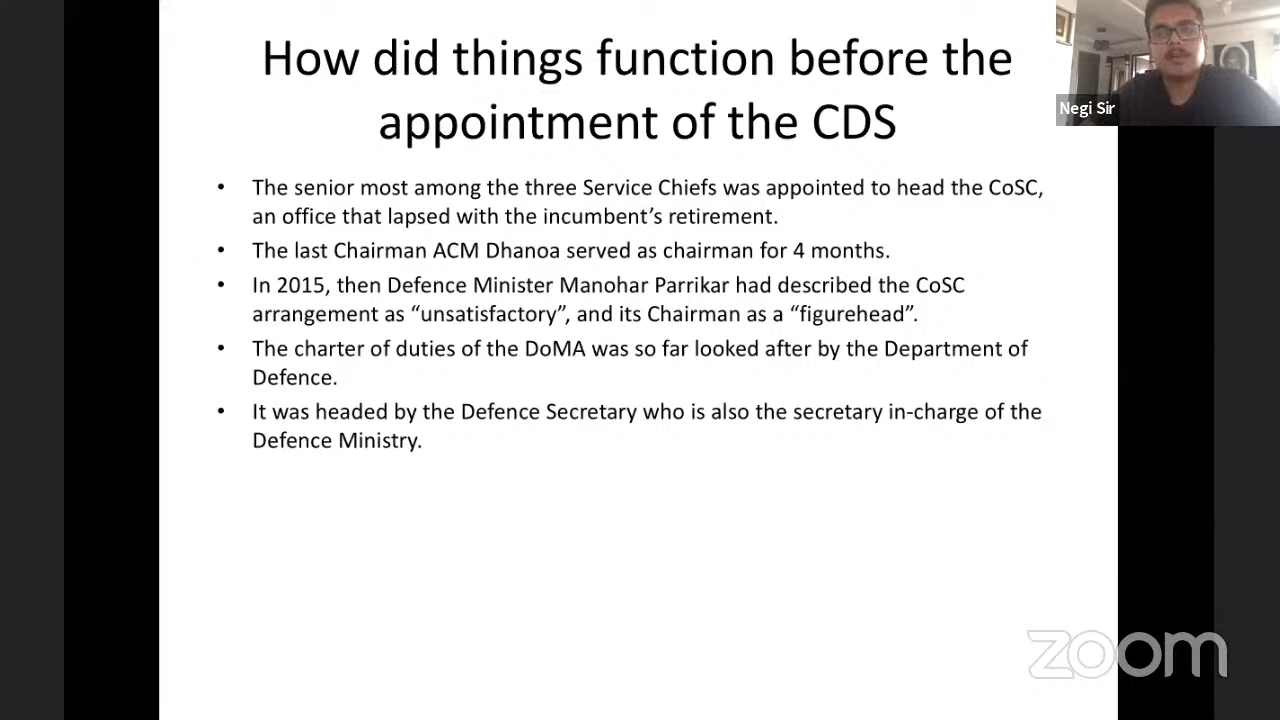 How did things function before the
appointment of the CDS
Negi Sir
• The senior most among the three Service Chiefs was appointed to head the CoSC,
an office that lapsed with the incumbent’s retirement.
• The last Chairman ACM Dhanoa served as chairman for 4 months.
• In 2015, then Defence Minister Manohar Parrikar had described the CoSC
arrangement as “unsatisfactory”, and its Chairman as a “figurehead”.
• The charter of duties of the DoMA was so far looked after by the Department of
Defence.
• It was headed by the Defence Secretary who is also the secretary in-charge of the
Defence Ministry.
zoom